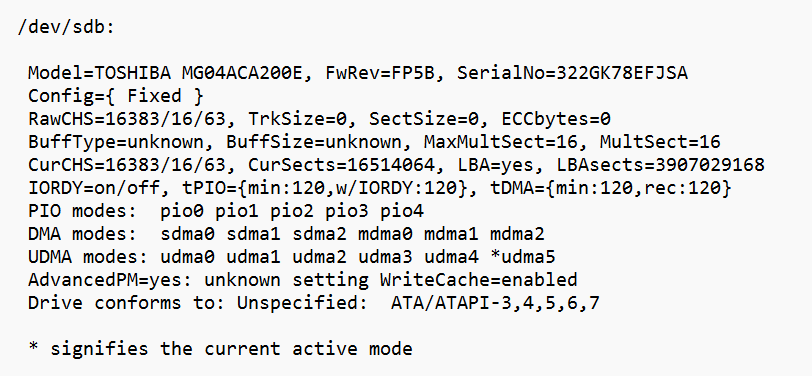 /dev/sdb:
Model=TOSHIBA MG04ACA200E, FwRev=FP5B, SerialNo=322GK78EFJSA
Config={ Fixed }
RawCHS=16383/16/63, TrkSize=0, SectSize=0, ECCbytes=0
BuffType=unknown, BuffSize=unknown, MaxMultSect=16, MultSect=16
CurCHS=16383/16/63, CurSects=16514064, LBA=yes, LBAsects=3907029168
IORDY=on/off, tPIO={min:120,w/IORDY:120}, tDMA={min:120,rec:120}
PIO modes:  pio0 pio1 pio2 pio3 pio4
DMA modes:  sdma0 sdma1 sdma2 mdma0 mdma1 mdma2
UDMA modes: udma0 udma1 udma2 udma3 udma4 *udma5
AdvancedPM=yes: unknown setting WriteCache=enabled
Drive conforms to: Unspecified:  ATA/ATAPI-3,4,5,6,7
* signifies the current active mode